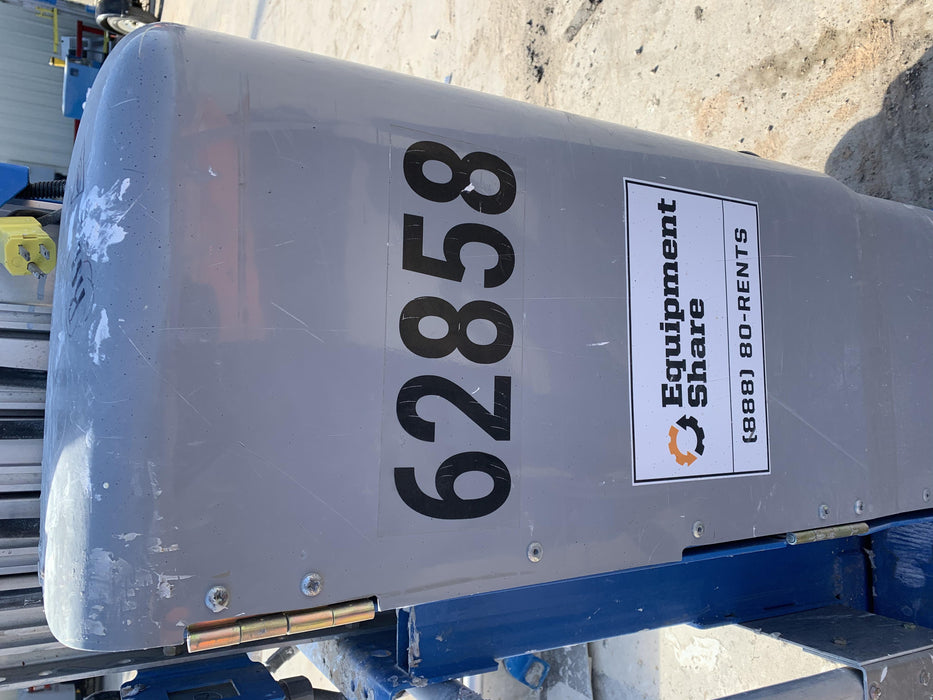 62858
Equipment
Share
(888) 80-RENTS